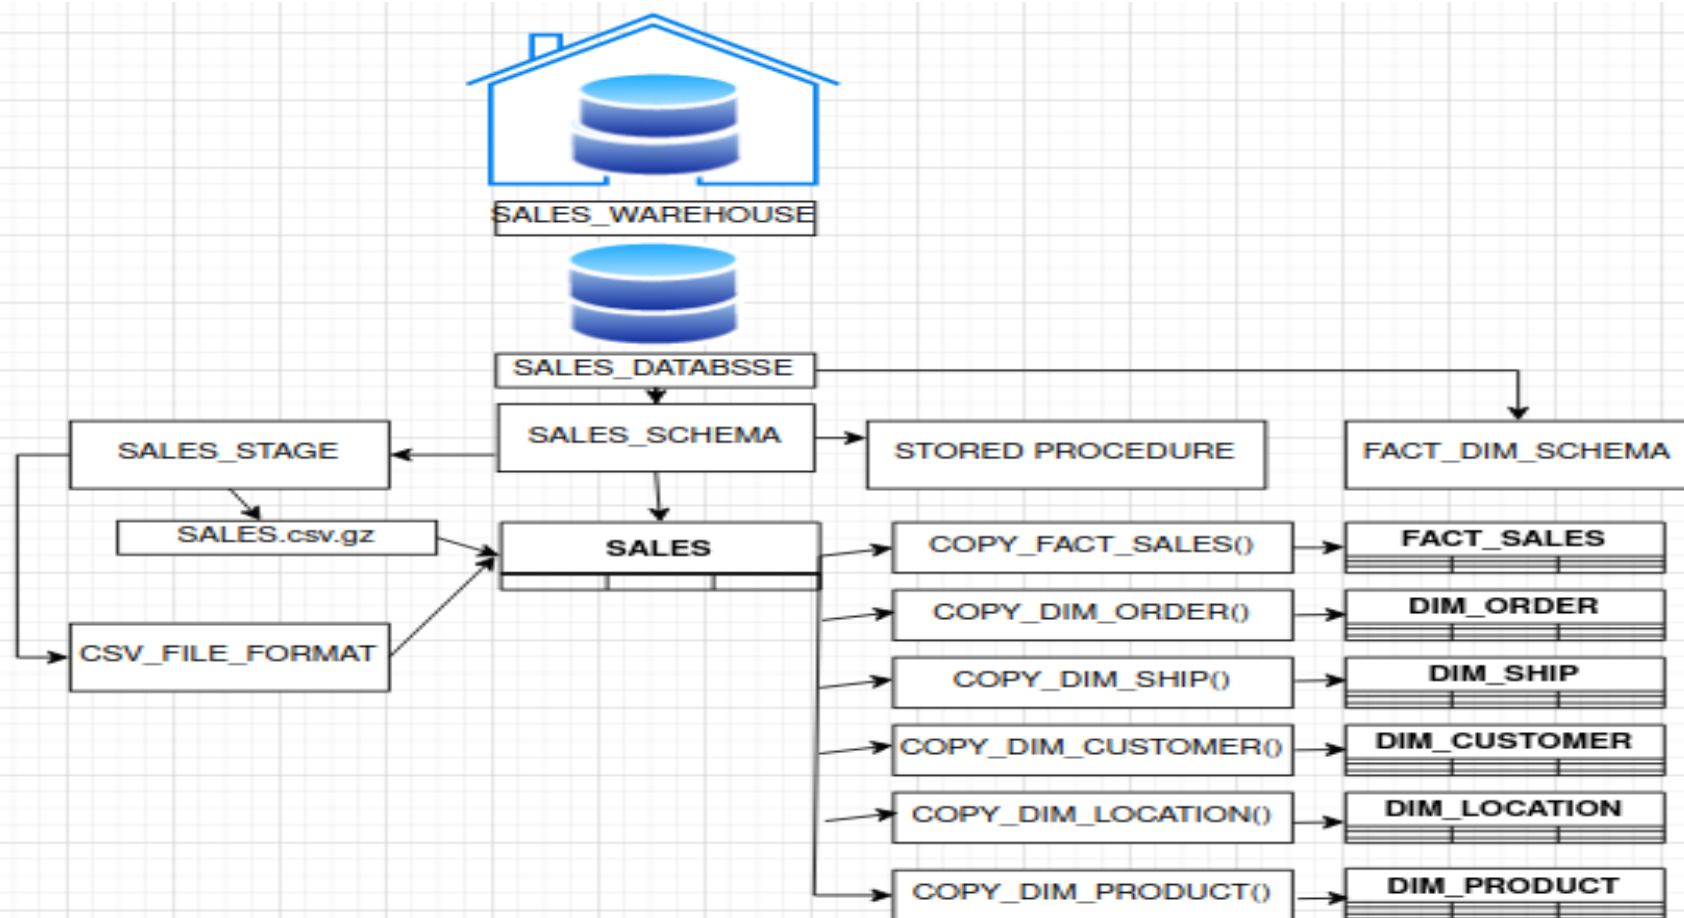 SALES_WAREHOUSE
SALES_DATABSSE
SALES_SCHEMA
SALES_STAGE
STORED PROCEDURE
FACT_DIM_SCHEMA
SALES.csv.gz
SALES
CSV_FILE_FORMAT
COPY_FACT_SALES()
FACT_SALES
COPY_DIM_ORDER()
DIM_ORDER
COPY_DIM_SHIP()
DIM_SHIP
COPY_DIM_CUSTOMER()
DIM_CUSTOMER
COPY_DIM_LOCATION()
DIM_LOCATION
COPY_DIM_PRODUCT()
DIM_PRODUCT